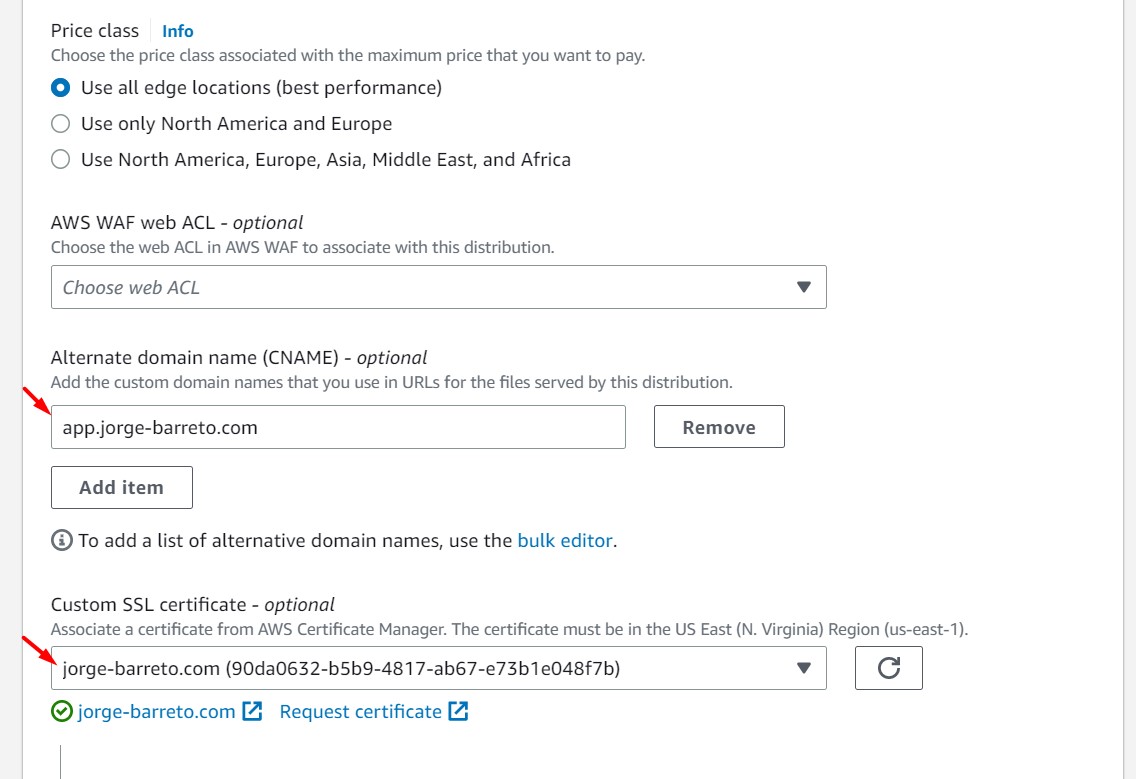 Price class Info
Choose the price class associated with the maximum price that you want to pay.
Use all edge locations (best performance)
Use only North America and Europe
Use North America, Europe, Asia, Middle East, and Africa
AWS WAF web ACL - optional
Choose the web ACL in AWS WAF to associate with this distribution.
Choose web ACL
Alternate domain name (CNAME) - optional
Add the custom domain names that you use in URLs for the files served by this distribution.
app.jorge-barreto.com Remove
Add item
To add a list of alternative domain names, use the bulk editor.
Custom SSL certificate - optional
Associate a certificate from AWS Certificate Manager. The certificate must be in the US East (N. Virginia) Region (us-east-1).
jorge-barreto.com (90da0632-b5b9-4817-ab67-e73b1e048f7b)
jorge-barreto.com Request certificate